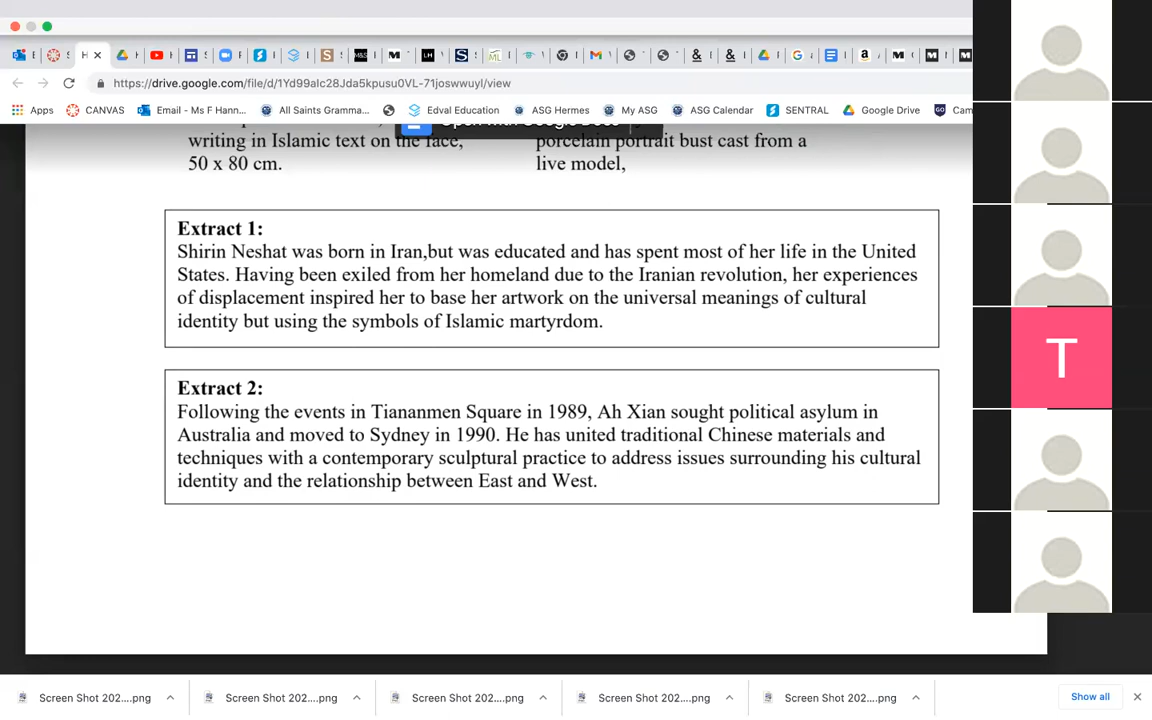 https://drive.google.com/file/d/1Yd99aIc28Jda5kpusu0VL-71joswwuyl/view
Apps CANVAS Email - Ms F Hann... All Saints Gramma... Edval Education ASG Hermes My ASG ASG Calendar SENTRAL Google Drive Cam
Open with Google Docs
writing in Islamic text on the face,
50 x 80 cm.
porcelain portrait bust cast from a
live model,
Extract 1:
Shirin Neshat was born in Iran,but was educated and has spent most of her life in the United
States. Having been exiled from her homeland due to the Iranian revolution, her experiences
of displacement inspired her to base her artwork on the universal meanings of cultural
identity but using the symbols of Islamic martyrdom.
Extract 2:
Following the events in Tiananmen Square in 1989, Ah Xian sought political asylum in
Australia and moved to Sydney in 1990. He has united traditional Chinese materials and
techniques with a contemporary sculptural practice to address issues surrounding his cultural
identity and the relationship between East and West.
T
Screen Shot 202....png Screen Shot 202....png Screen Shot 202....png Screen Shot 202....png Screen Shot 202....png Show all